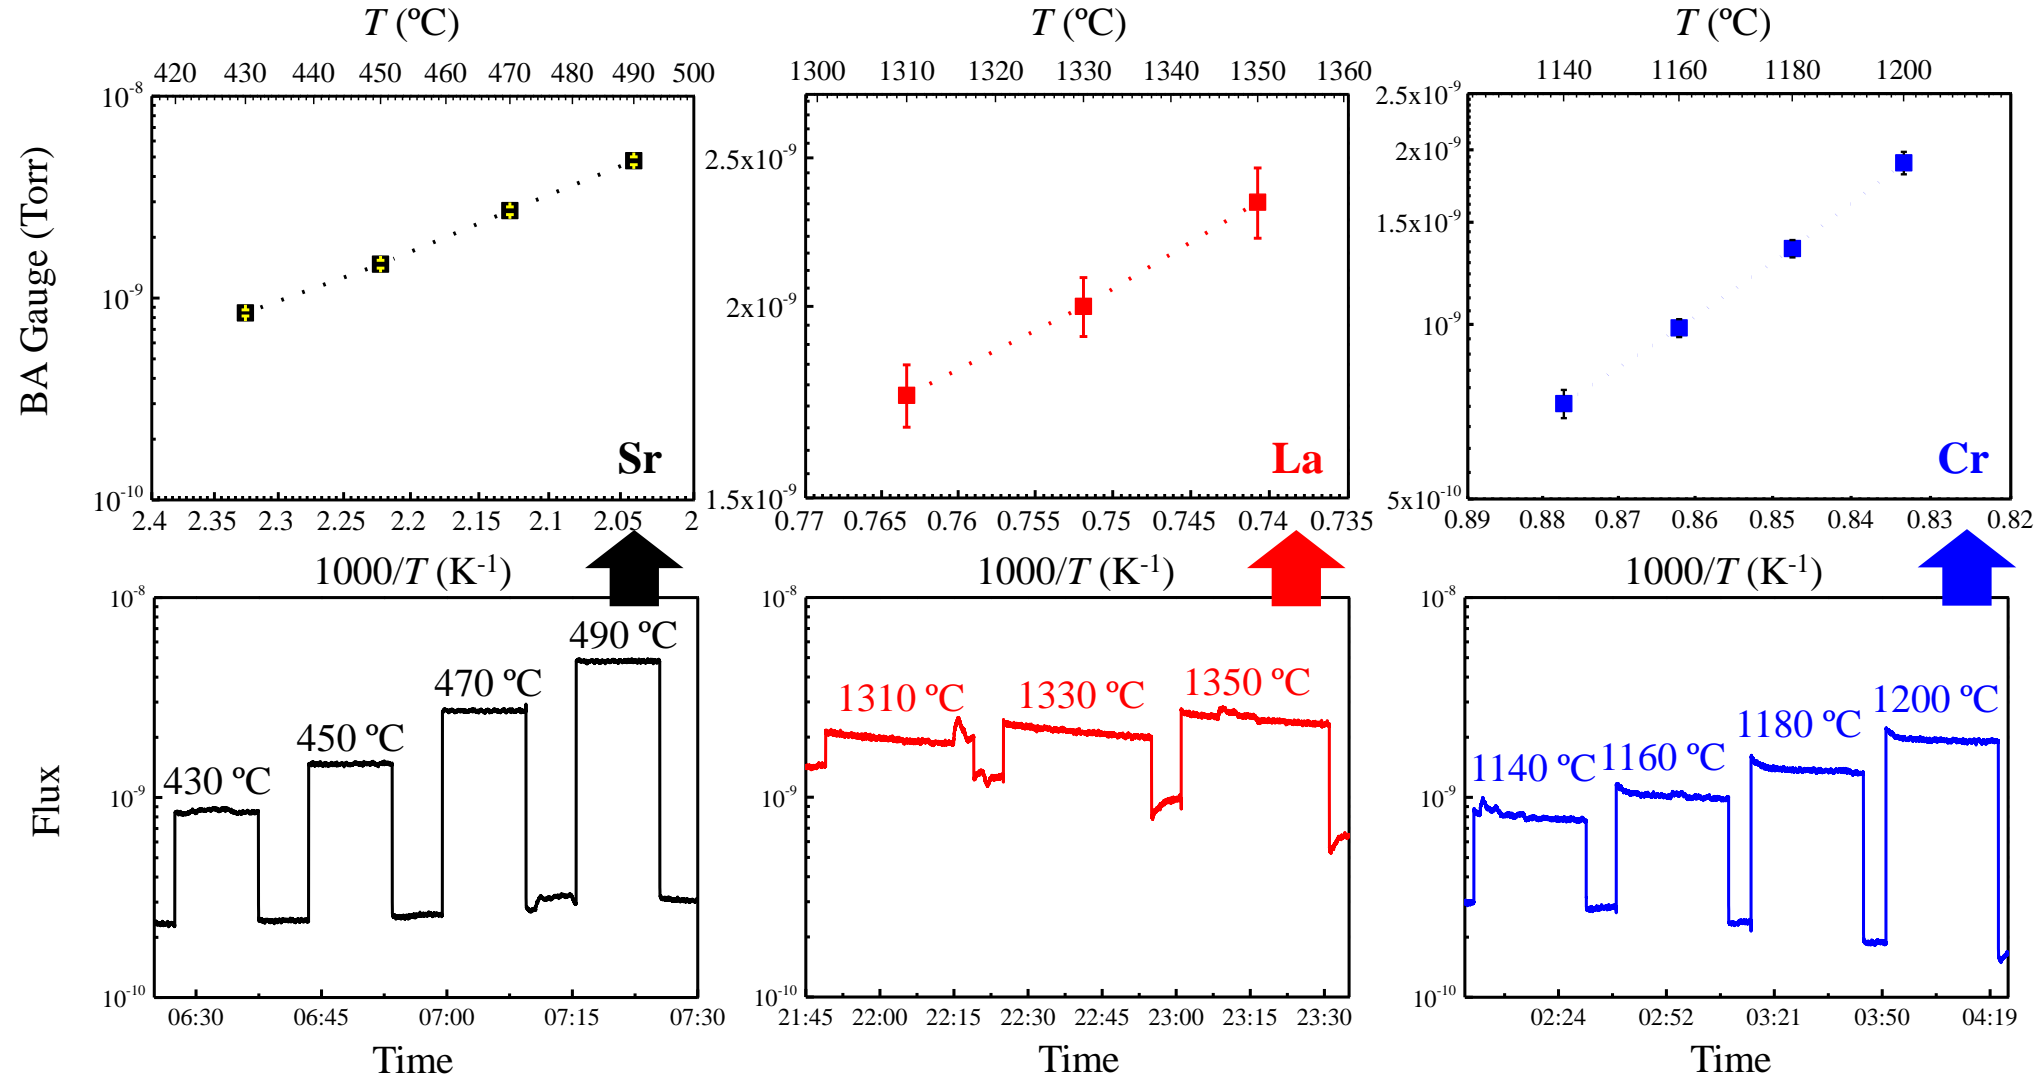 T (ºC)
T (ºC)
T (ºC)
420 430 440 450 460 470 480 490 500
1300 1310 1320 1330 1340 1350 1360
1140 1160 1180 1200
BA Gauge (Torr)
10-8
10-9
10-10
2.5x10-9
2x10-9
1.5x10-9
2.5x10-9
2x10-9
1.5x10-9
10-9
5x10-10
Sr
La
Cr
2.4 2.35 2.3 2.25 2.2 2.15 2.1 2.05 2
0.77 0.765 0.76 0.755 0.75 0.745 0.74 0.735
0.89 0.88 0.87 0.86 0.85 0.84 0.83 0.82
1000/T (K-1)
1000/T (K-1)
1000/T (K-1)
Flux
10-8
10-9
10-10
430 ºC
450 ºC
470 ºC
490 ºC
06:30 06:45 07:00 07:15 07:30
Time
10-8
10-9
10-10
1310 ºC
1330 ºC
1350 ºC
21:45 22:00 22:15 22:30 22:45 23:00 23:15 23:30
Time
10-8
10-9
10-10
1140 ºC
1160 ºC
1180 ºC
1200 ºC
02:24 02:52 03:21 03:50 04:19
Time